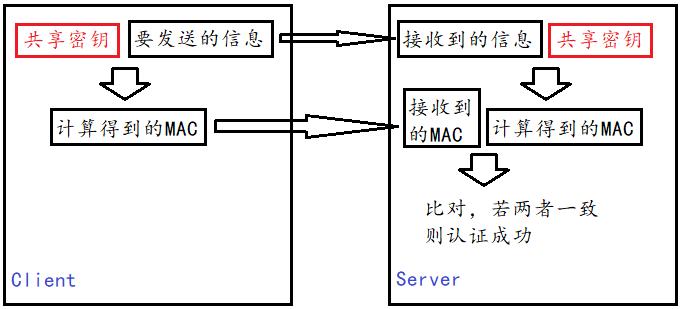 共享密钥
要发送的信息
接收到的信息
共享密钥
计算得到的MAC
接收到
的MAC
计算得到的MAC
比对，若两者一致
则认证成功
Client
Server